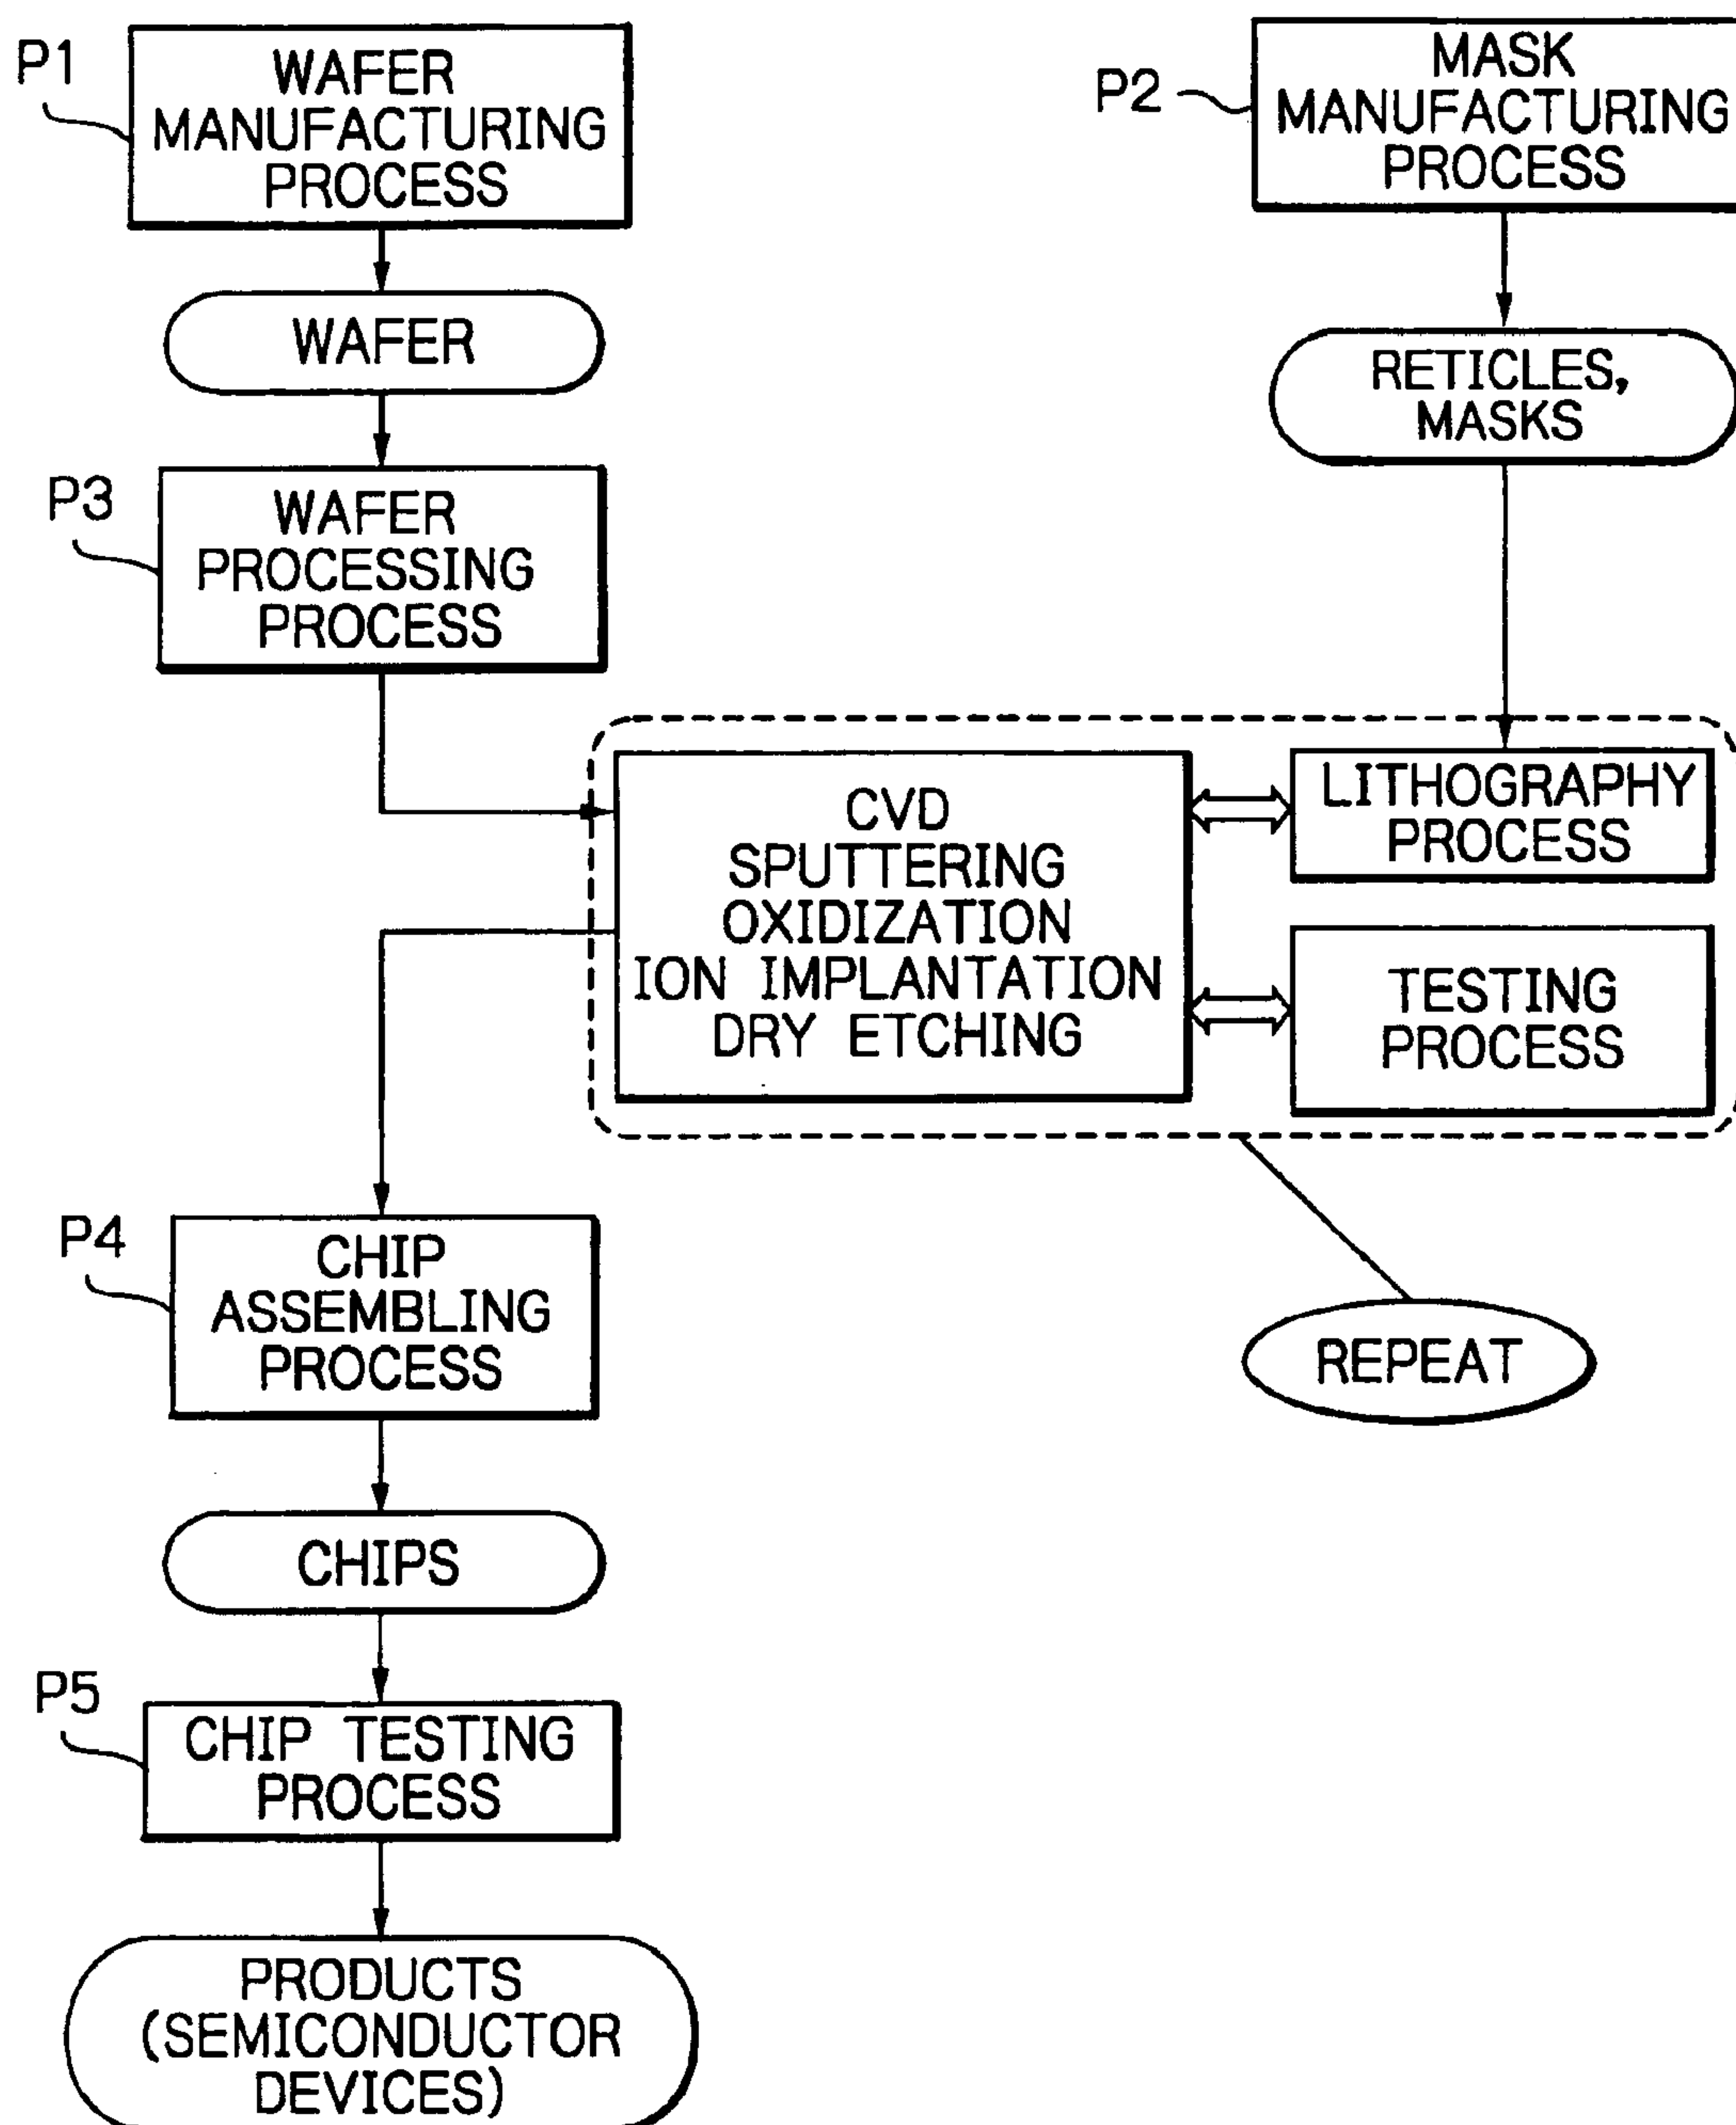 P1
WAFER
MANUFACTURING
PROCESS
P2
MASK
MANUFACTURING
PROCESS
WAFER
RETICLES,
MASKS
P3
WAFER
PROCESSING
PROCESS
CVD
SPUTTERING
OXIDIZATION
ION IMPLANTATION
DRY ETCHING
LITHOGRAPHY
PROCESS
TESTING
PROCESS
P4
CHIP
ASSEMBLING
PROCESS
REPEAT
CHIPS
P5
CHIP TESTING
PROCESS
PRODUCTS
(SEMICONDUCTOR
DEVICES)